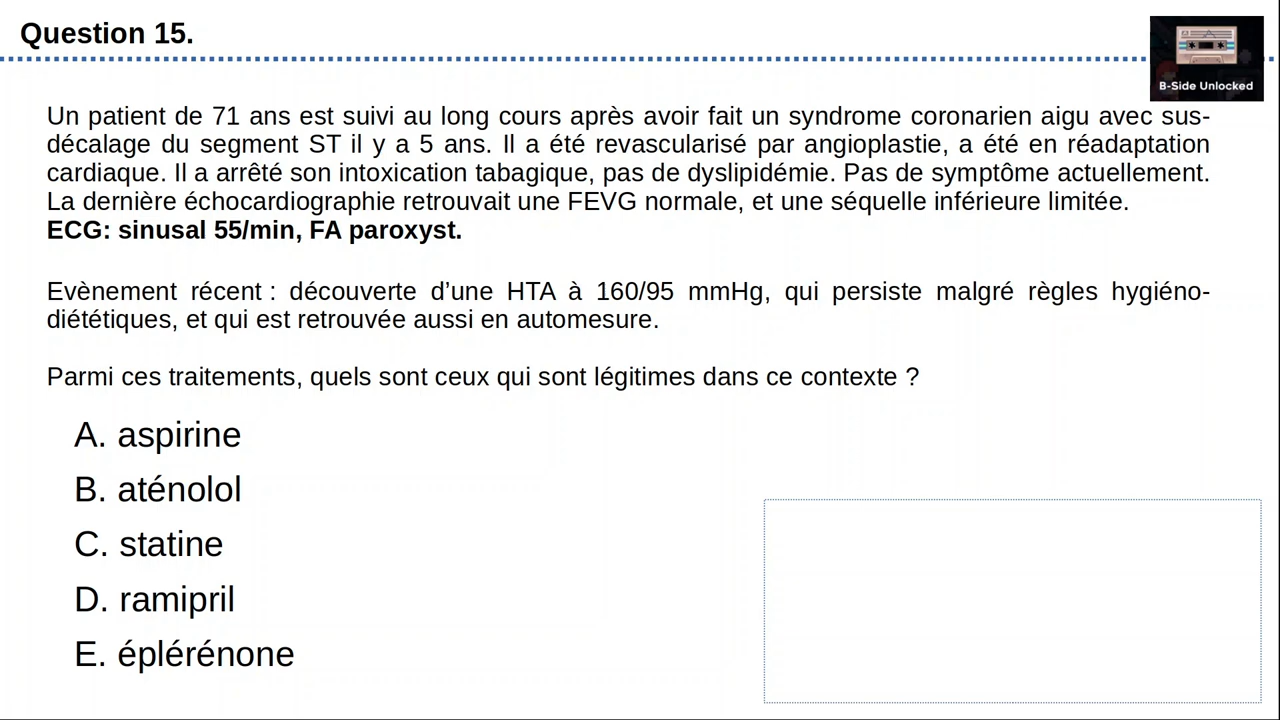 Question 15.
B-Side Unlocked
Un patient de 71 ans est suivi au long cours après avoir fait un syndrome coronarien aigu avec sus-
décalage du segment ST il y a 5 ans. Il a été revascularisé par angioplastie, a été en réadaptation
cardiaque. Il a arrêté son intoxication tabagique, pas de dyslipidémie. Pas de symptôme actuellement.
La dernière échocardiographie retrouvait une FEVG normale, et une séquelle inférieure limitée.
ECG: sinusal 55/min, FA paroxyst.
Evènement récent : découverte d’une HTA à 160/95 mmHg, qui persiste malgré règles hygiéno-
diététiques, et qui est retrouvée aussi en automesure.
Parmi ces traitements, quels sont ceux qui sont légitimes dans ce contexte ?
A. aspirine
B. aténolol
C. statine
D. ramipril
E. éplérénone